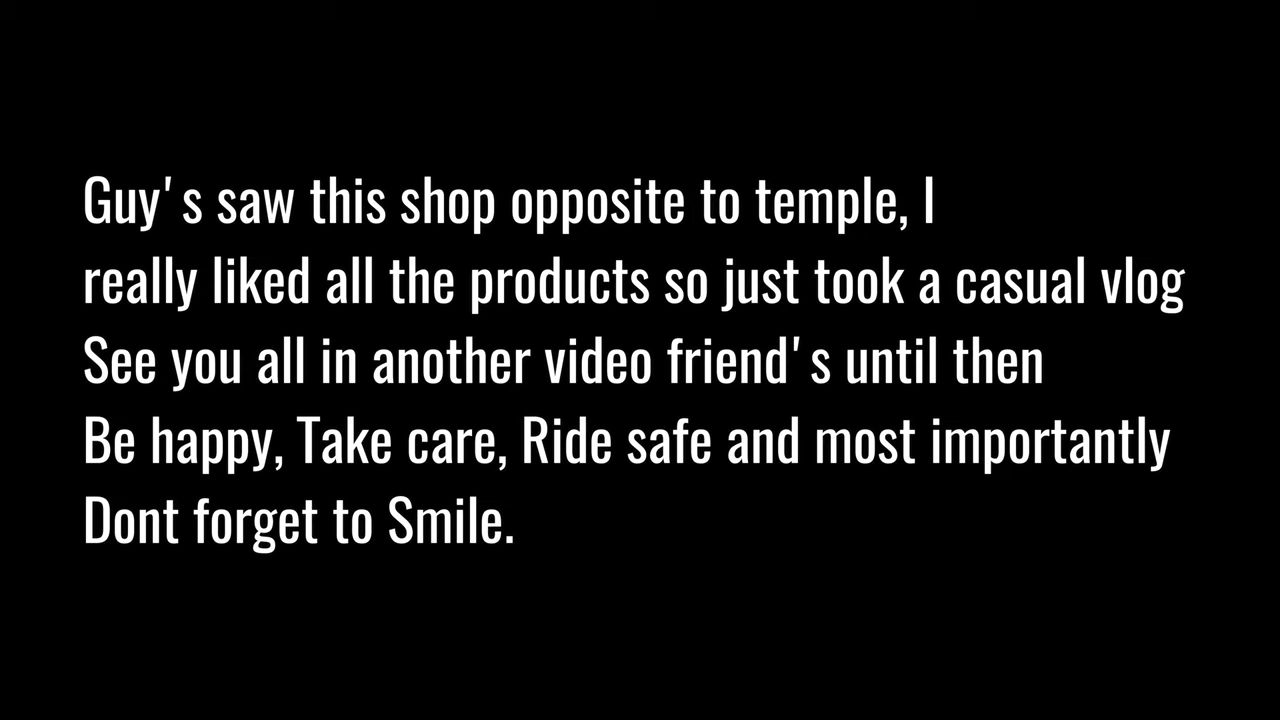 Guy's saw this shop opposite to temple, I
really liked all the products so just took a casual vlog
See you all in another video friend's until then
Be happy, Take care, Ride safe and most importantly
Dont forget to Smile.